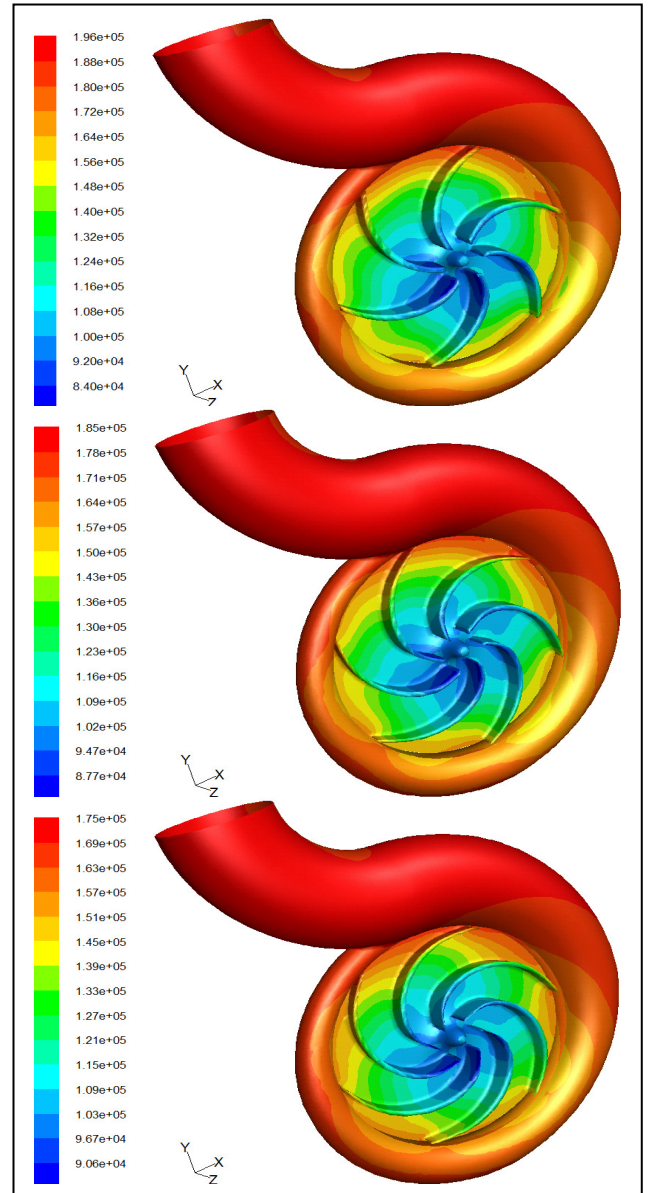 1.96e+05
1.88e+05
1.80e+05
1.72e+05
1.64e+05
1.56e+05
1.48e+05
1.40e+05
1.32e+05
1.24e+05
1.16e+05
1.08e+05
1.00e+05
9.20e+04
8.40e+04
Y
X
Z
1.85e+05
1.78e+05
1.71e+05
1.64e+05
1.57e+05
1.50e+05
1.43e+05
1.36e+05
1.30e+05
1.23e+05
1.16e+05
1.09e+05
1.02e+05
9.47e+04
8.77e+04
Y
X
Z
1.75e+05
1.69e+05
1.63e+05
1.57e+05
1.51e+05
1.45e+05
1.39e+05
1.33e+05
1.27e+05
1.21e+05
1.15e+05
1.09e+05
1.03e+05
9.67e+04
9.06e+04
Y
X
Z